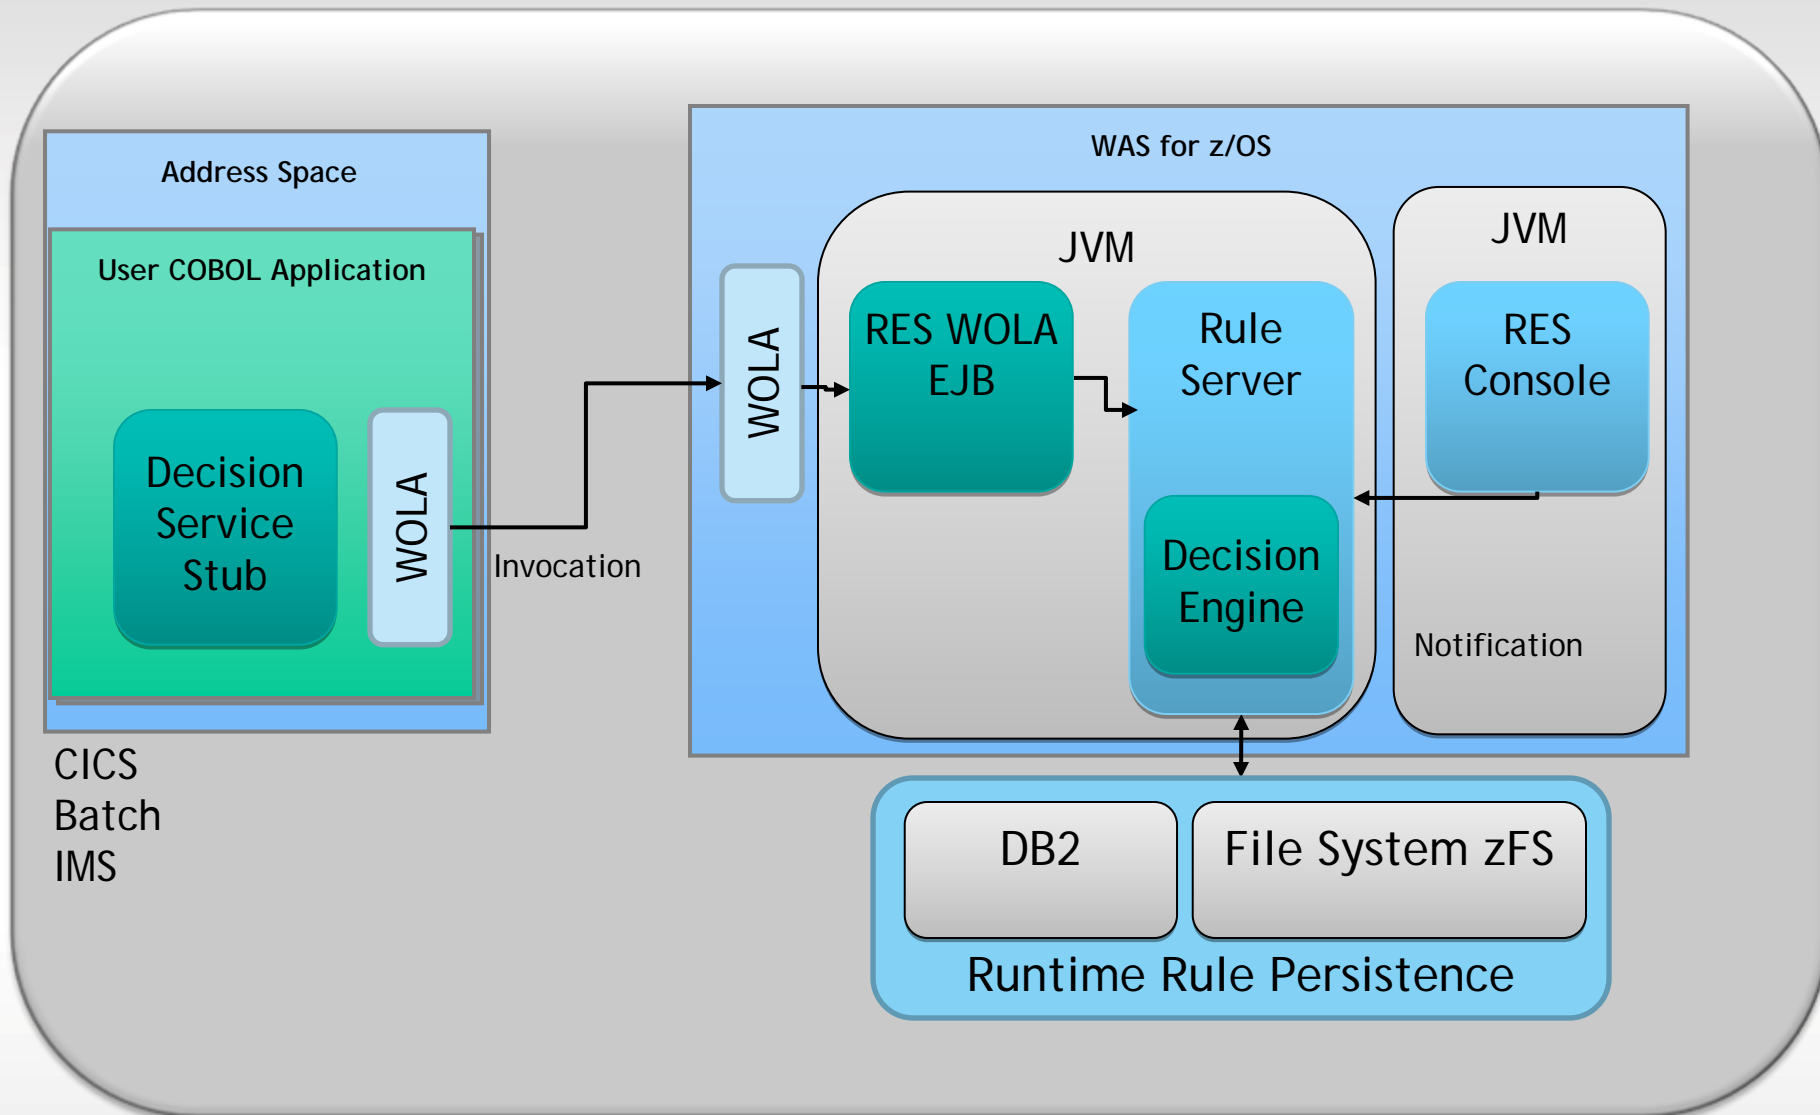 Address Space
User COBOL Application
Decision
Service
Stub
WOLA
CICS
Batch
IMS
Invocation
WAS for z/OS
WOLA
JVM
RES WOLA
EJB
Rule
Server
Decision
Engine
JVM
RES
Console
Notification
DB2
File System zFS
Runtime Rule Persistence